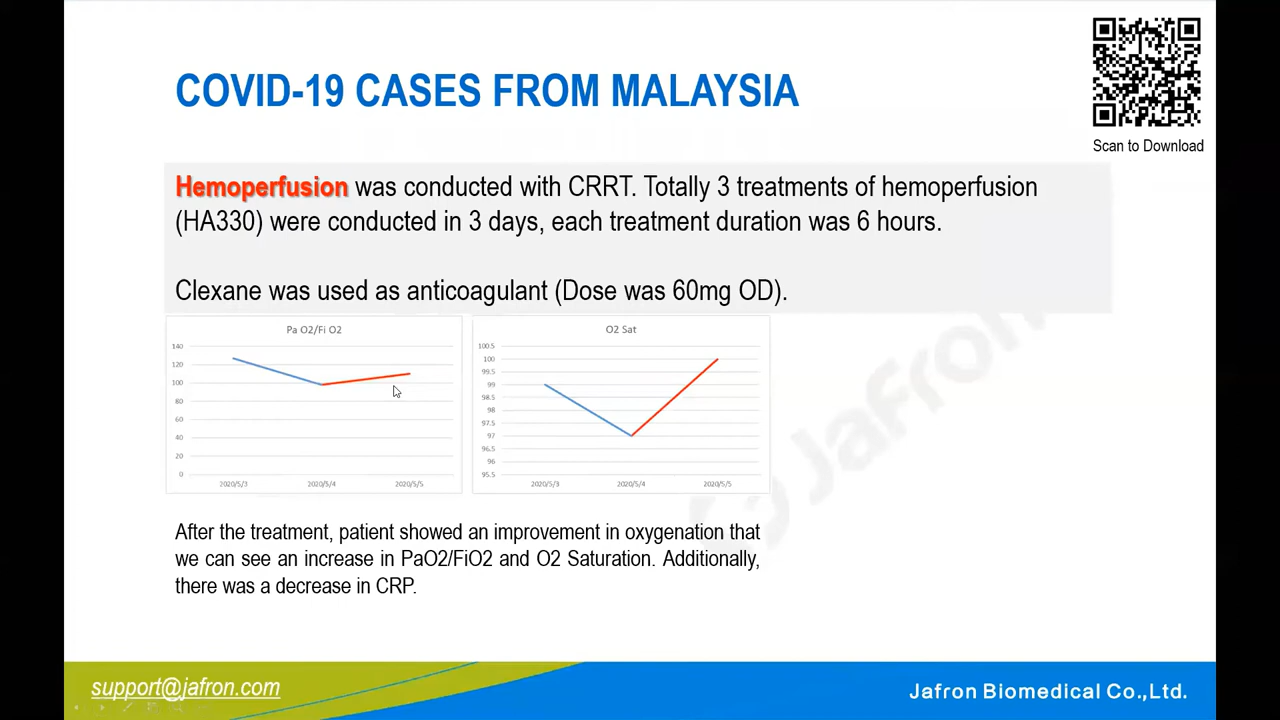 COVID-19 CASES FROM MALAYSIA
Scan to Download
Hemoperfusion was conducted with CRRT. Totally 3 treatments of hemoperfusion
(HA330) were conducted in 3 days, each treatment duration was 6 hours.
Clexane was used as anticoagulant (Dose was 60mg OD).
Pa O2/Fi O2
140
120
100
80
60
40
20
0
2020/5/3 2020/5/4 2020/5/5
O2 Sat
100.5
100
99.5
99
98.5
98
97.5
97
96.5
96
95.5
2020/5/3 2020/5/4 2020/5/5
Jafron
After the treatment, patient showed an improvement in oxygenation that
we can see an increase in PaO2/FiO2 and O2 Saturation. Additionally,
there was a decrease in CRP.
support@jafron.com
Jafron Biomedical Co.,Ltd.